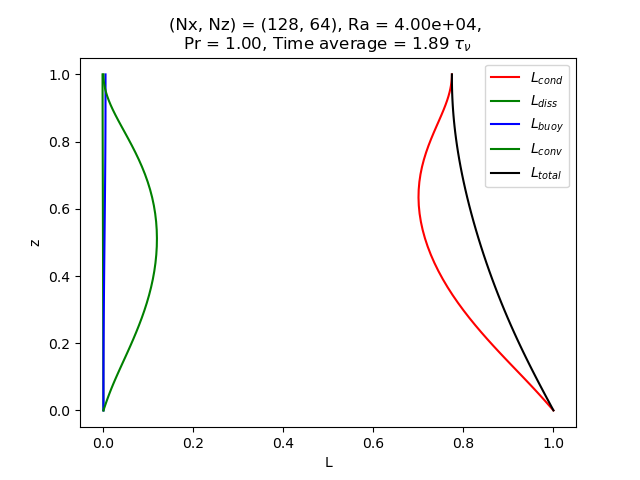 (Nx, Nz) = (128, 64), Ra = 4.00e+04,
Pr = 1.00, Time average = 1.89 τ_ν
1.0
0.8
0.6
0.4
0.2
0.0
z
L_cond
L_diss
L_buoy
L_conv
L_total
0.0 0.2 0.4 0.6 0.8 1.0
L